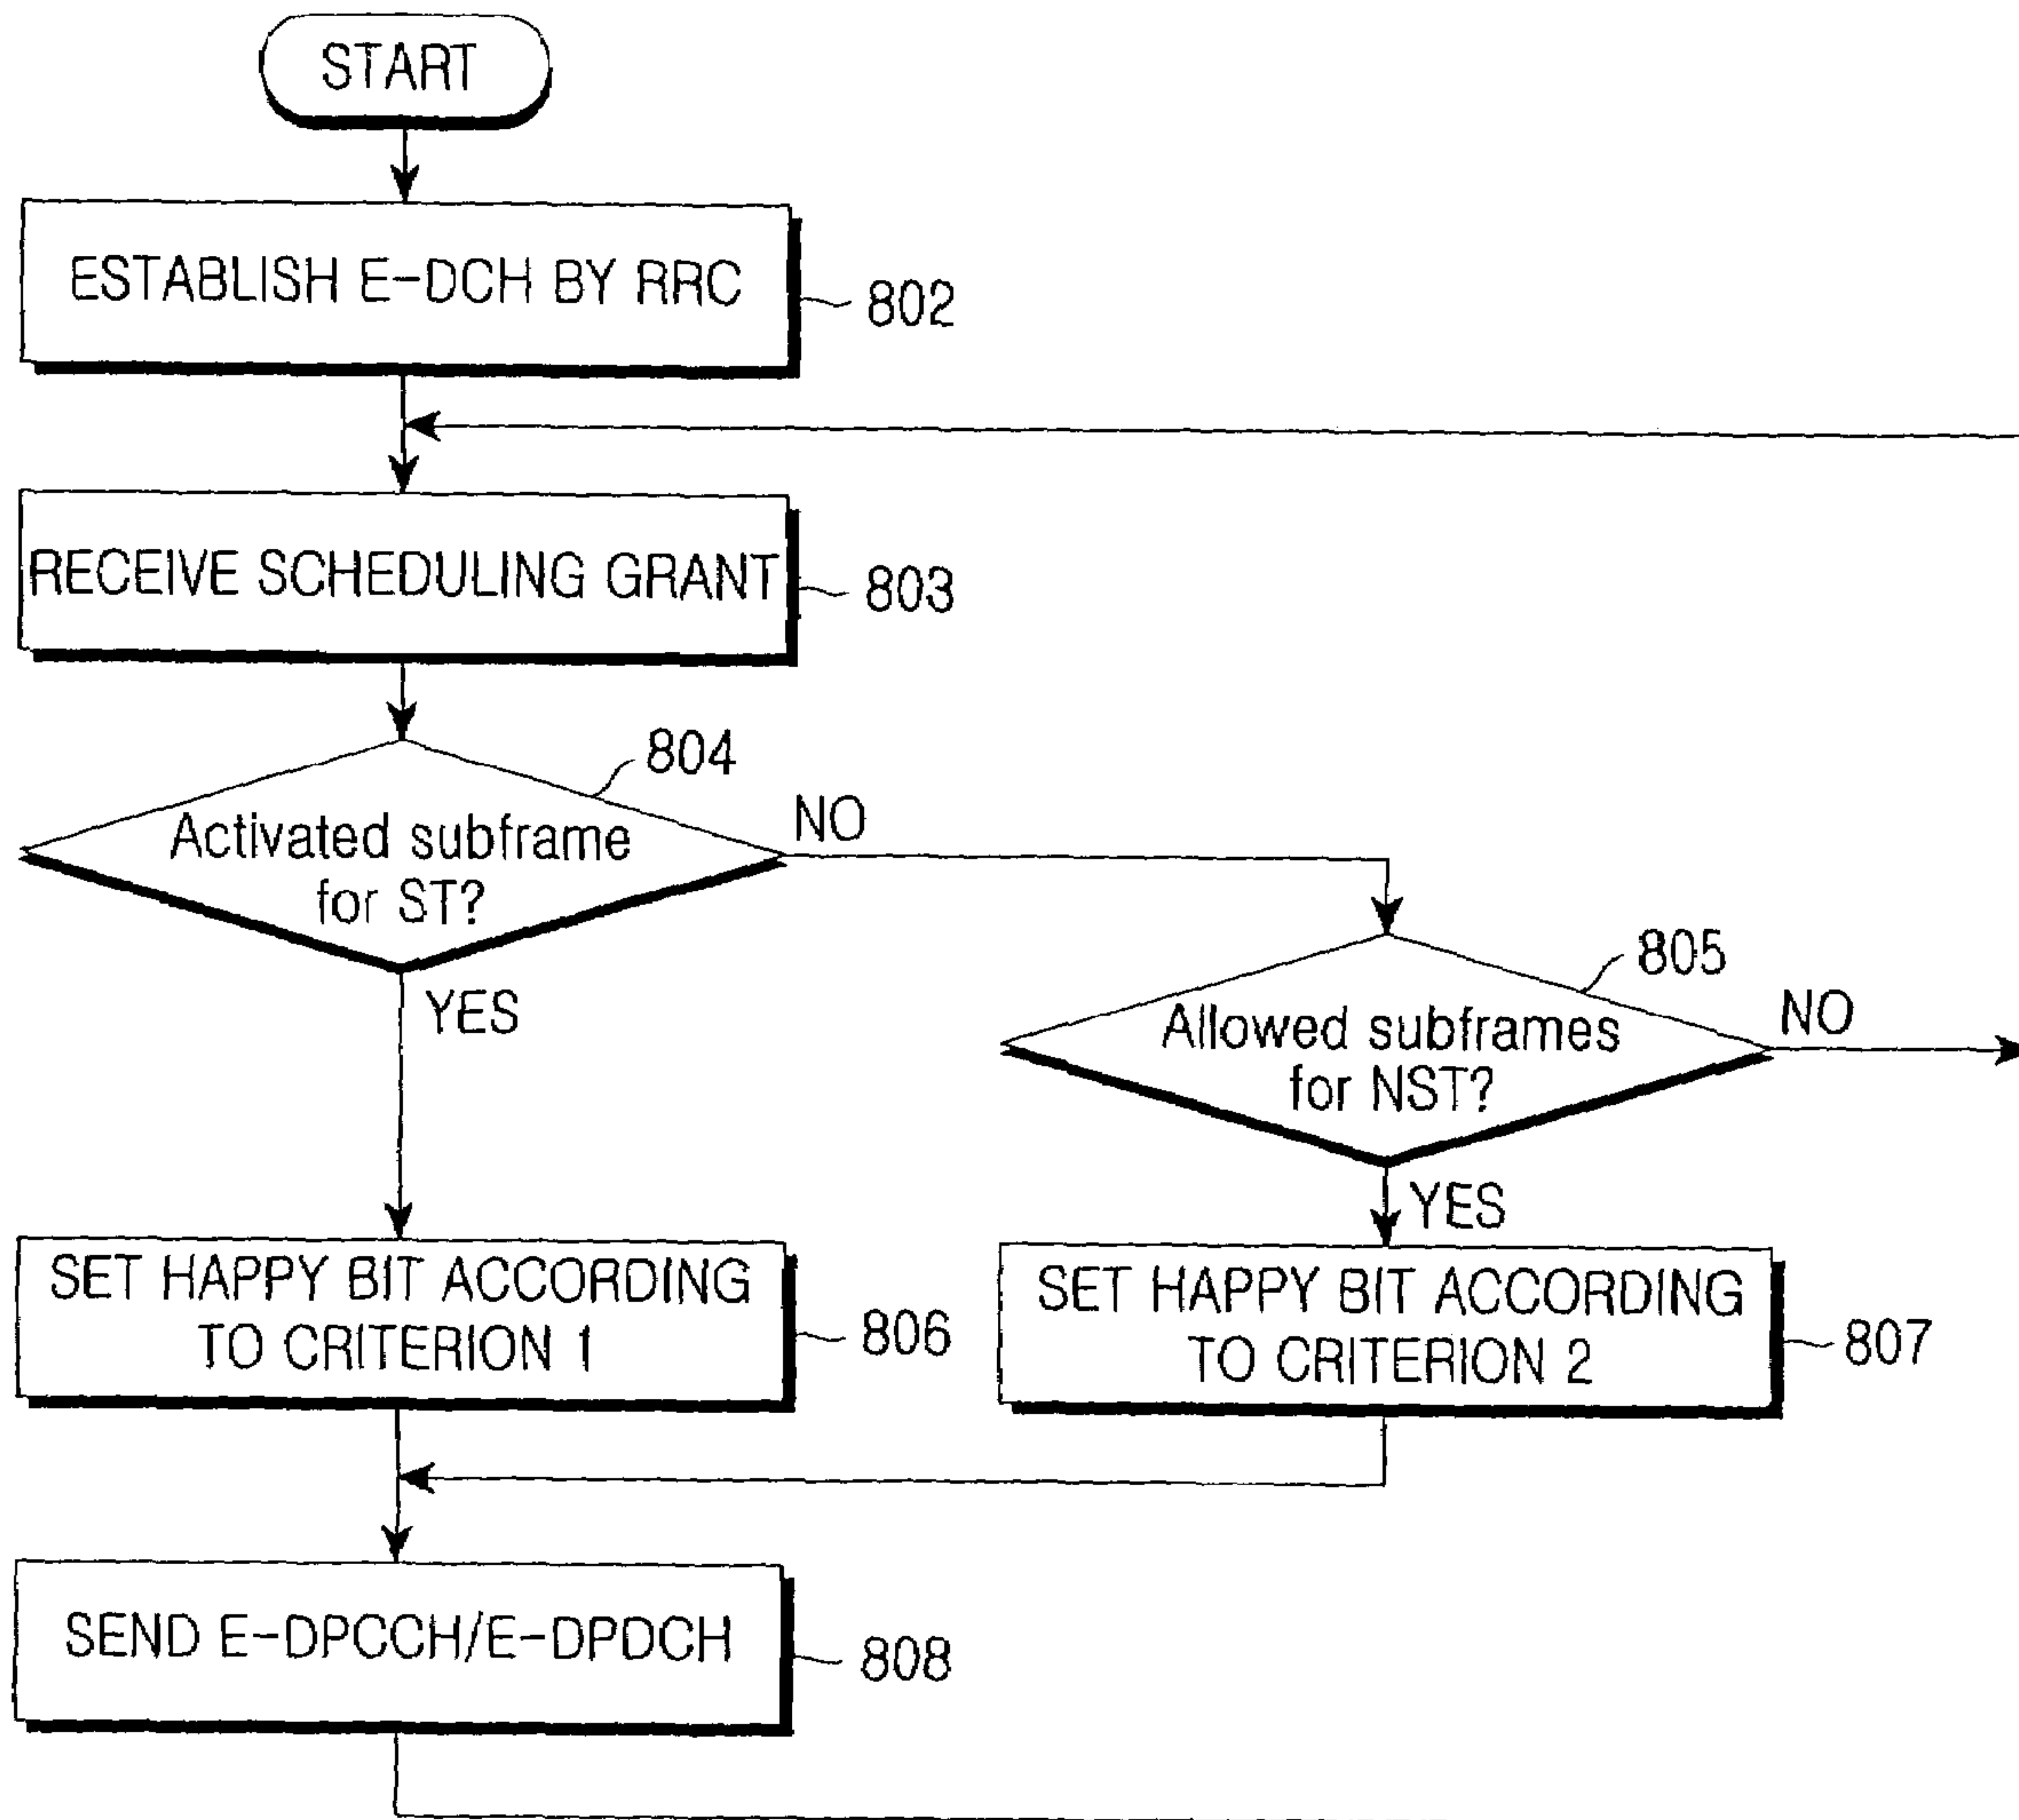 START
ESTABLISH E-DCH BY RRC
802
RECEIVE SCHEDULING GRANT
803
804
Activated subframe
for ST?
NO
YES
805
Allowed subframes
for NST?
NO
YES
SET HAPPY BIT ACCORDING
TO CRITERION 1
806
SET HAPPY BIT ACCORDING
TO CRITERION 2
807
SEND E-DPCCH/E-DPDCH
808